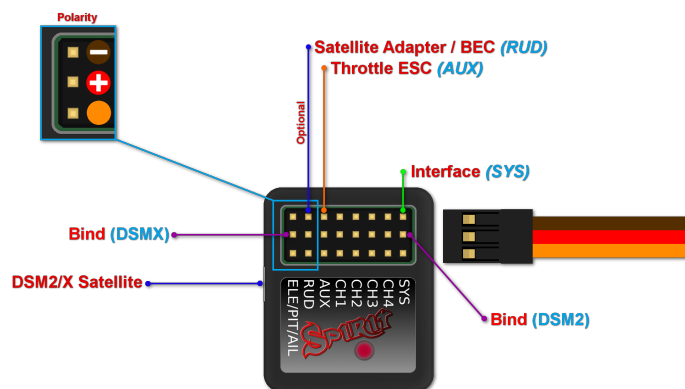 Polarity
Satellite Adapter / BEC (RUD)
Throttle ESC (AUX)
Optional
Interface (SYS)
Bind (DSMX)
DSM2/X Satellite
Bind (DSM2)
ELE/PIT/AIL
RUD
AUX
CH1
CH2
CH3
CH4
SYS
SPIRIT